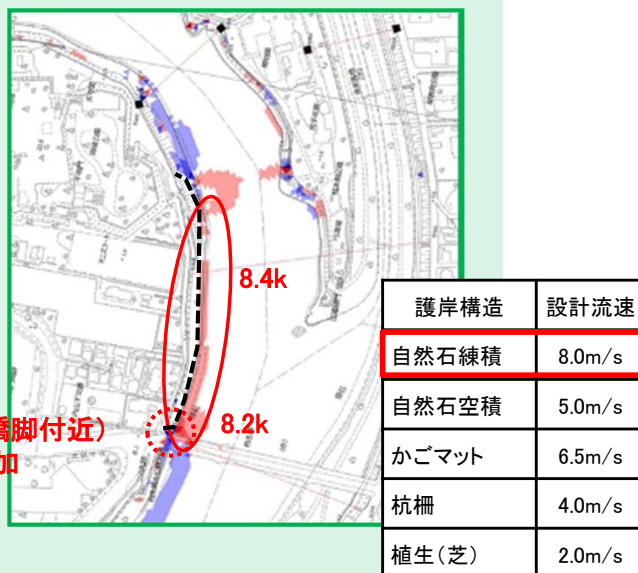 8.4k
8.2k
橋脚付近)
加
護岸構造 設計流速
自然石練積 8.0m/s
自然石空積 5.0m/s
かごマット 6.5m/s
杭柵 4.0m/s
植生(芝) 2.0m/s